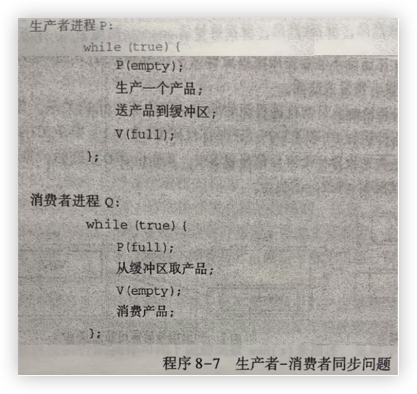 生产者进程 P:
while (true) {
P(empty);
生产一个产品;
送产品到缓冲区;
V(full);
};
消费者进程 Q:
while (true) {
P(full);
从缓冲区取产品;
V(empty);
消费产品;
};
程序 8-7 生产者-消费者同步问题